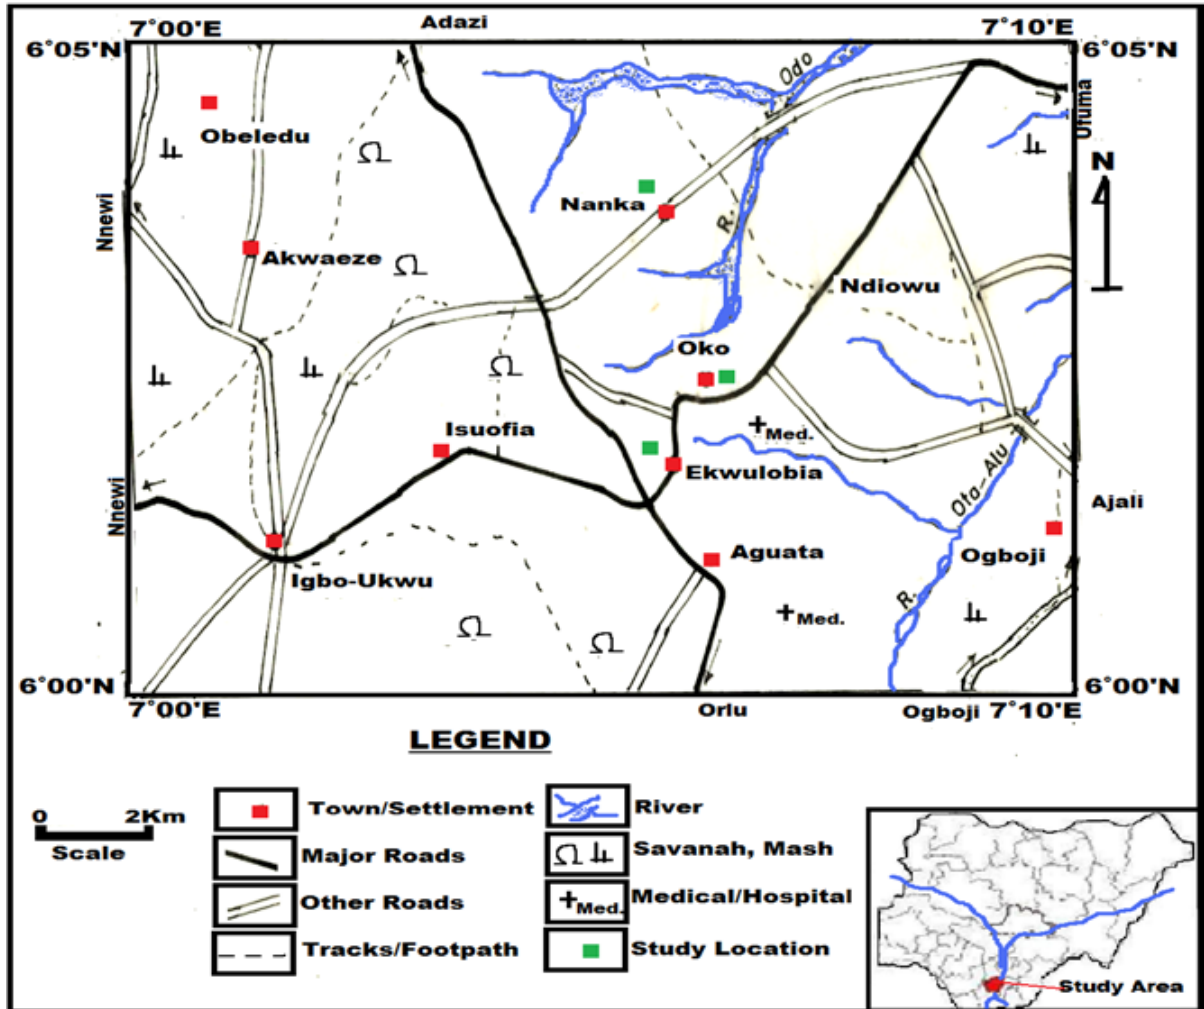 7°00'E
Adazi
7°10'E
6°05'N
6°05'N
Odo
Utuma
Obeledu
N
Nanka
R.
Nnewi
Akwaeze
Ndiowu
Oko
Isuofia
Med.
Ekwulobia
Ota-Alu
Nnewi
Ajali
Aguata
Ogboji
Igbo-Ukwu
R.
Med.
6°00'N
6°00'N
7°00'E
Orlu
Ogboji
7°10'E
LEGEND
0 2Km
Scale
Town/Settlement
River
Major Roads
Savanah, Mash
Other Roads
Med.
Medical/Hospital
Tracks/Footpath
Study Location
Study Area